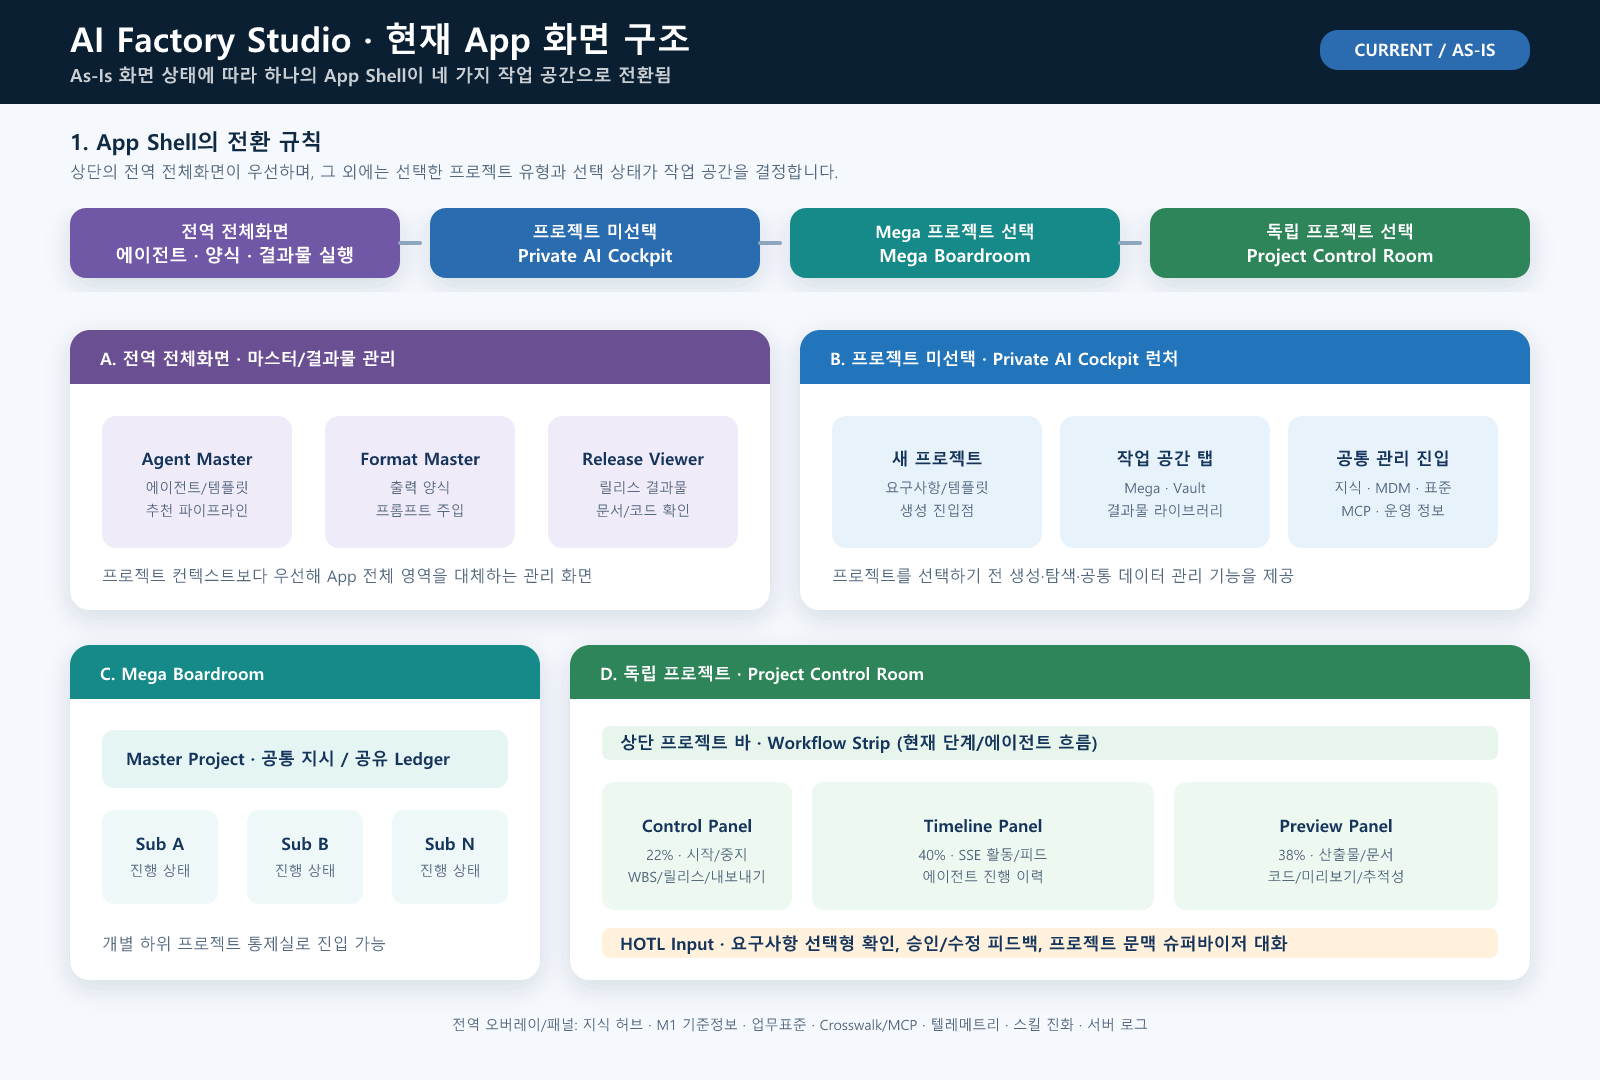 AI Factory Studio · 현재 App 화면 구조
As-Is 화면 상태에 따라 하나의 App Shell이 네 가지 작업 공간으로 전환됨
CURRENT / AS-IS
1. App Shell의 전환 규칙
상단의 전역 전체화면이 우선하며, 그 외에는 선택한 프로젝트 유형과 선택 상태가 작업 공간을 결정합니다.
전역 전체화면
에이전트 · 양식 · 결과물 실행
프로젝트 미선택
Private AI Cockpit
Mega 프로젝트 선택
Mega Boardroom
독립 프로젝트 선택
Project Control Room
A. 전역 전체화면 · 마스터/결과물 관리
Agent Master
에이전트/템플릿
추천 파이프라인
Format Master
출력 양식
프롬프트 주입
Release Viewer
릴리스 결과물
문서/코드 확인
프로젝트 컨텍스트보다 우선해 App 전체 영역을 대체하는 관리 화면
B. 프로젝트 미선택 · Private AI Cockpit 런처
새 프로젝트
요구사항/템플릿
생성 진입점
작업 공간 탭
Mega · Vault
결과물 라이브러리
공통 관리 진입
지식 · MDM · 표준
MCP · 운영 정보
프로젝트를 선택하기 전 생성·탐색·공통 데이터 관리 기능을 제공
C. Mega Boardroom
Master Project · 공통 지시 / 공유 Ledger
Sub A
진행 상태
Sub B
진행 상태
Sub N
진행 상태
개별 하위 프로젝트 통제실로 진입 가능
D. 독립 프로젝트 · Project Control Room
상단 프로젝트 바 · Workflow Strip (현재 단계/에이전트 흐름)
Control Panel
22% · 시작/중지
WBS/릴리스/내보내기
Timeline Panel
40% · SSE 활동/피드
에이전트 진행 이력
Preview Panel
38% · 산출물/문서
코드/미리보기/추적성
HOTL Input · 요구사항 선택형 확인, 승인/수정 피드백, 프로젝트 문맥 슈퍼바이저 대화
전역 오버레이/패널: 지식 허브 · M1 기준정보 · 업무표준 · Crosswalk/MCP · 텔레메트리 · 스킬 진화 · 서버 로그